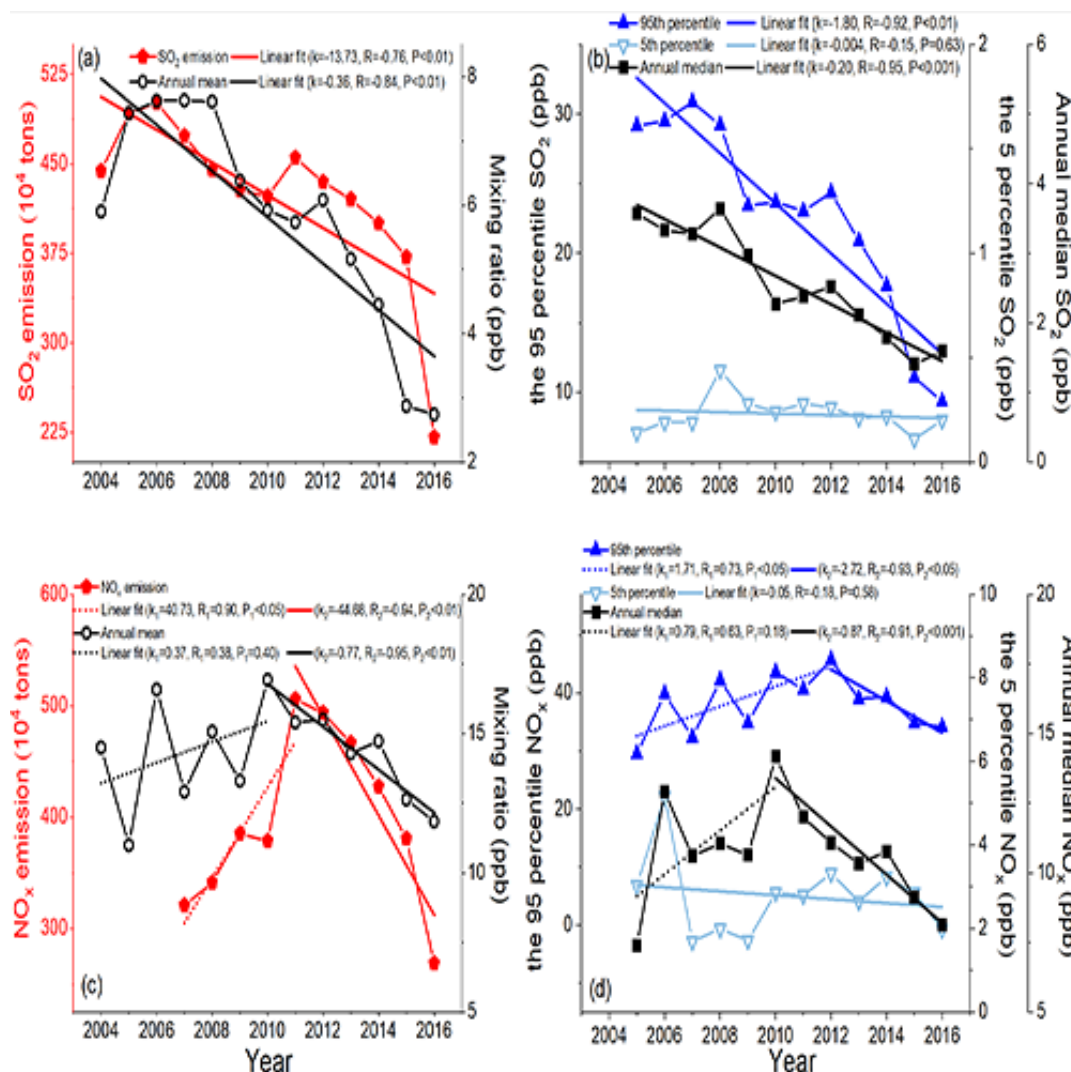 (a)
SO2 emission
Linear fit (k=-13.73, R=-0.76, P<0.01)
Annual mean
Linear fit (k=-0.36, R=-0.84, P<0.01)
525
450
375
300
225
SO2 emission (10^4 tons)
8
6
4
2
Mixing ratio (ppb)
2004 2006 2008 2010 2012 2014 2016
95th percentile
Linear fit (k=-1.80, R=-0.92, P<0.01)
5th percentile
Linear fit (k=-0.004, R=-0.15, P=0.63)
Annual median
Linear fit (k=-0.20, R=-0.95, P<0.001)
(b)
30
20
10
the 95 percentile SO2 (ppb)
2
1
0
the 5 percentile SO2 (ppb)
6
4
2
0
Annual median SO2 (ppb)
2004 2006 2008 2010 2012 2014 2016
NOx emission
Linear fit (k1=40.73, R1=0.90, P1<0.05)
(k2=-44.68, R2=-0.94, P2<0.01)
Annual mean
Linear fit (k1=0.37, R1=0.38, P1=0.40)
(k2=-0.77, R2=-0.95, P2<0.01)
600
500
400
300
NOx emission (10^4 tons)
20
15
10
5
Mixing ratio (ppb)
(c)
2004 2006 2008 2010 2012 2014 2016
Year
95th percentile
Linear fit (k1=1.71, R1=0.73, P1<0.05)
(k2=-2.72, R2=-0.93, P2<0.05)
5th percentile
Linear fit (k=-0.05, R=-0.18, P=0.58)
Annual median
Linear fit (k1=0.79, R1=0.63, P1=0.18)
(k2=-0.87, R2=-0.91, P2<0.001)
40
20
0
the 95 percentile NOx (ppb)
10
8
6
4
2
0
the 5 percentile NOx (ppb)
20
15
10
5
Annual median NOx (ppb)
(d)
2004 2006 2008 2010 2012 2014 2016
Year